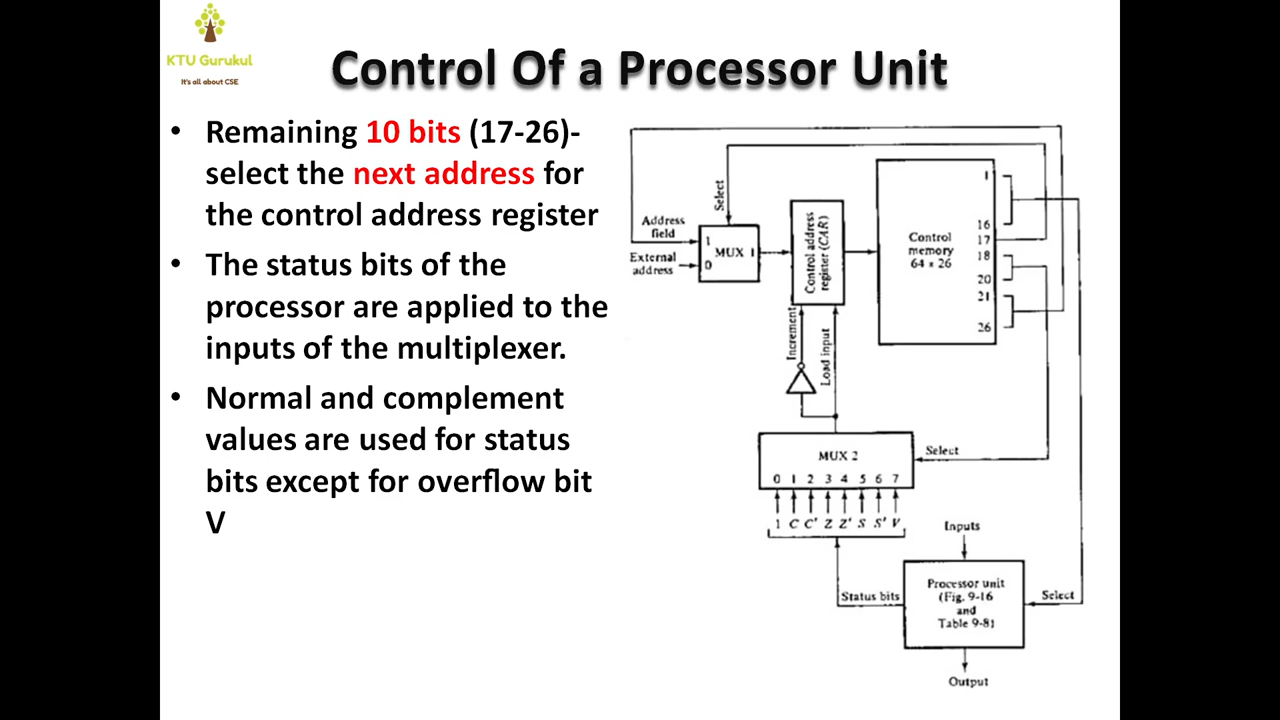 KTU Gurukul
It's all about CSE
Control Of a Processor Unit
• Remaining 10 bits (17-26)-
select the next address for
the control address register
• The status bits of the
processor are applied to the
inputs of the multiplexer.
• Normal and complement
values are used for status
bits except for overflow bit
V
Select
Address
field
External
address
1
0
MUX 1
Control address
register (CAR)
Control
memory
64 × 26
1
16
17
18
20
21
26
Increment
Load input
MUX 2
Select
0 1 2 3 4 5 6 7
1 C C' Z Z' S S' V
Status bits
Inputs
Processor unit
(Fig. 9-16
and
Table 9-8)
Select
Output